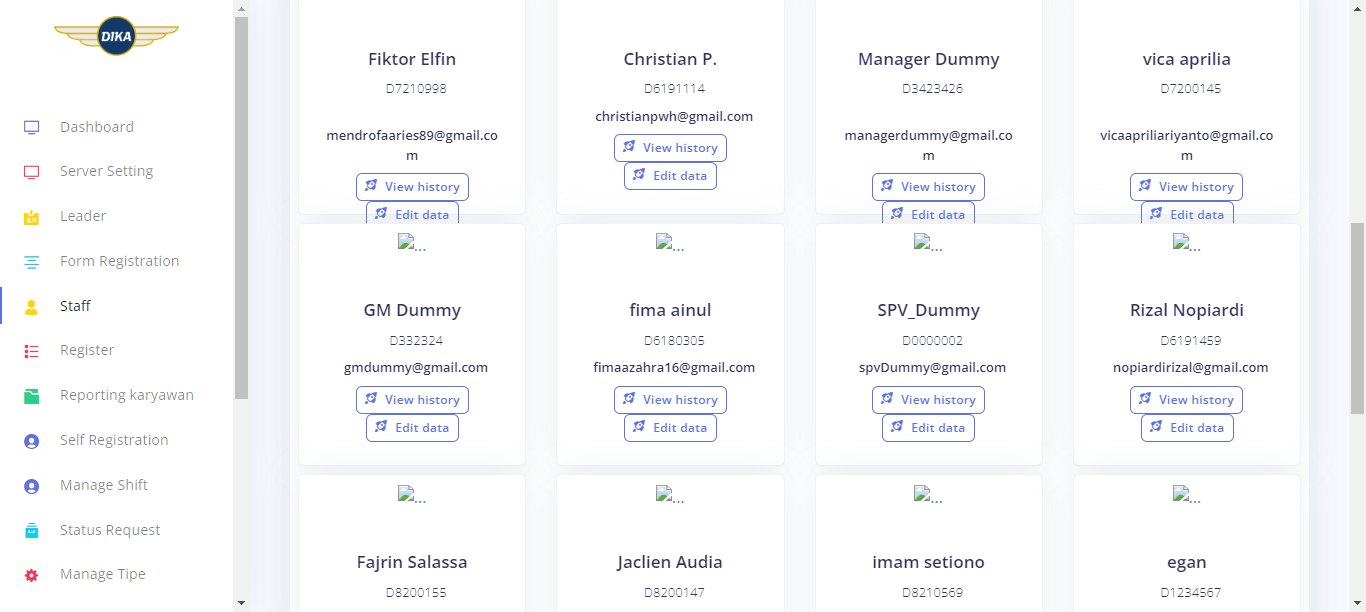 DIKA
Dashboard
Server Setting
Leader
Form Registration
Staff
Register
Reporting karyawan
Self Registration
Manage Shift
Status Request
Manage Tipe
Fiktor Elfin
D7210998
mendrofaaries89@gmail.co
m
View history
Edit data
Christian P.
D6191114
christianpwh@gmail.com
View history
Edit data
Manager Dummy
D3423426
managerdummy@gmail.co
m
View history
Edit data
vica aprilia
D7200145
vicaapriliariyanto@gmail.co
m
View history
Edit data
...
GM Dummy
D332324
gmdummy@gmail.com
View history
Edit data
...
fima ainul
D6180305
fimaazahra16@gmail.com
View history
Edit data
...
SPV_Dummy
D0000002
spvDummy@gmail.com
View history
Edit data
...
Rizal Nopiardi
D6191459
nopiardirizal@gmail.com
View history
Edit data
...
Fajrin Salassa
D8200155
...
Jaclien Audia
D8200147
...
imam setiono
D8210569
...
egan
D1234567